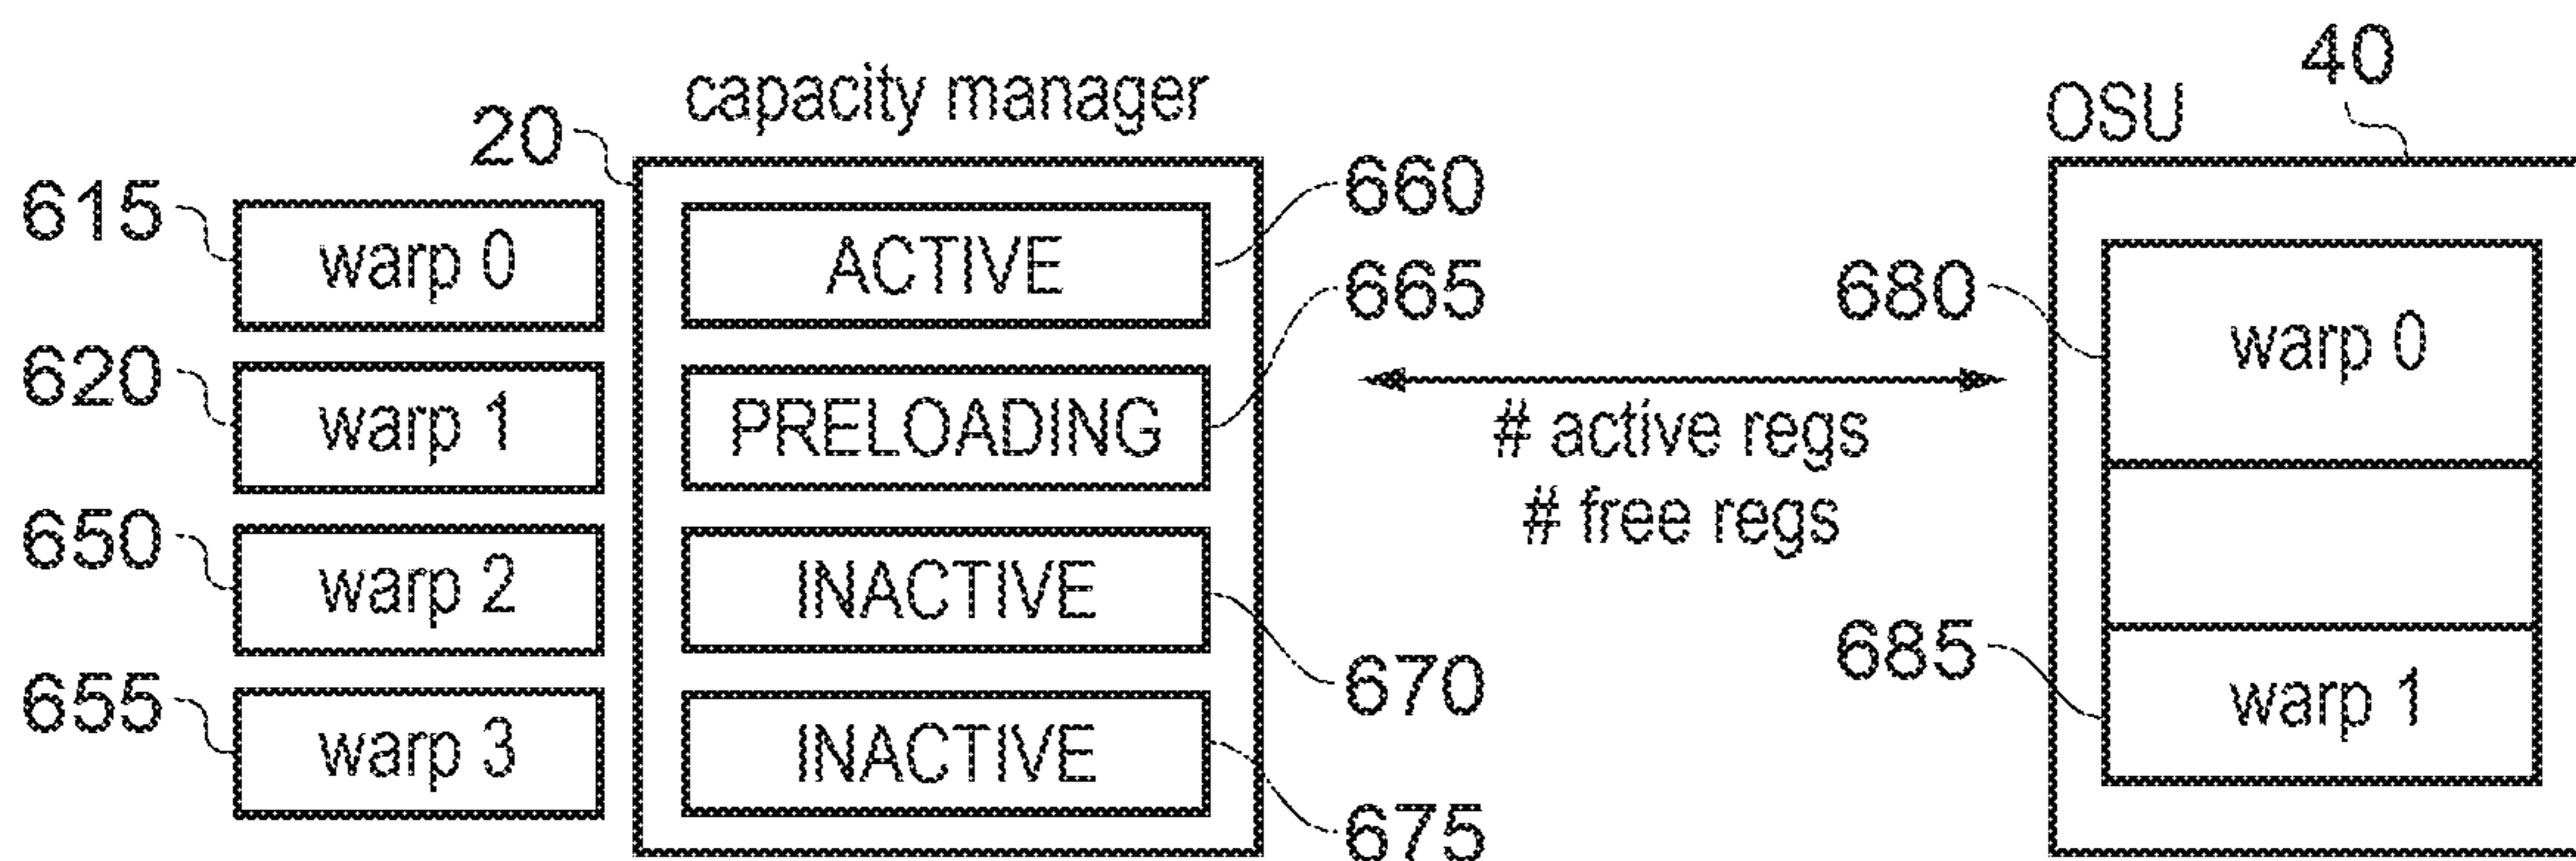 40
OSU
capacity manager
20
660
615
warp 0
ACTIVE
665
680
warp 0
620
warp 1
PRELOADING
# active regs
# free regs
650
warp 2
INACTIVE
670
685
warp 1
655
warp 3
INACTIVE
675